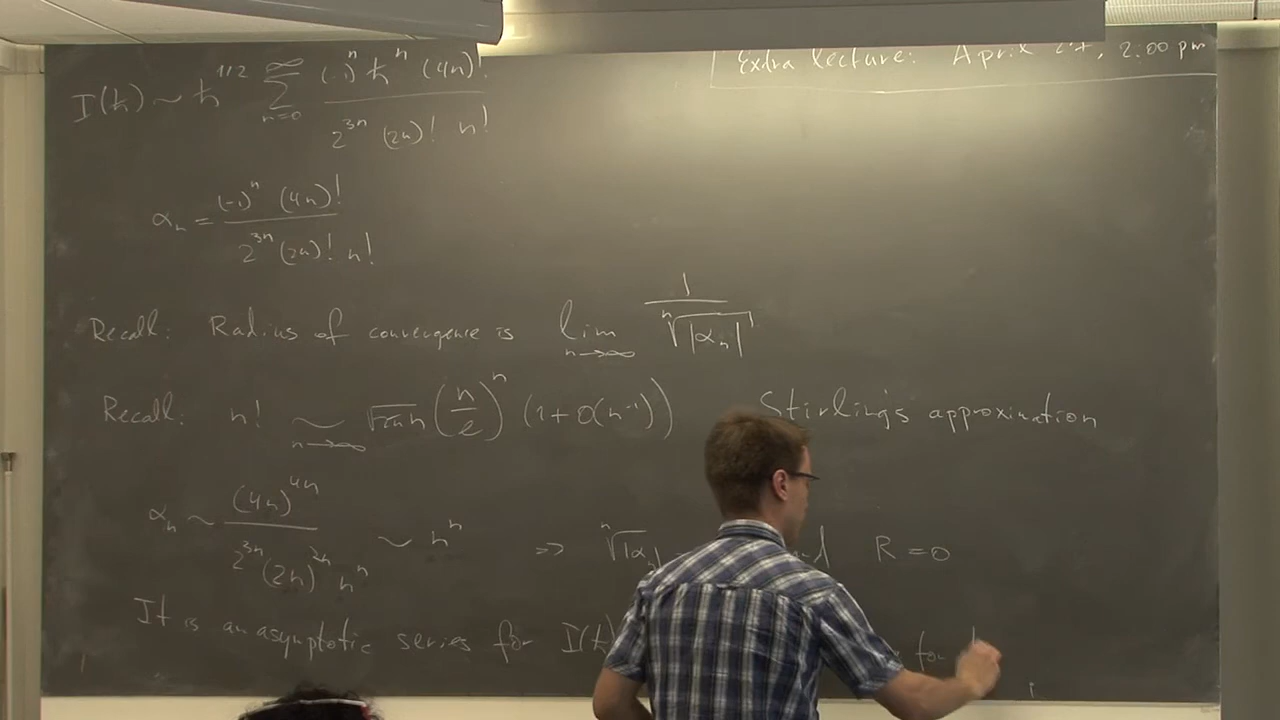 Extra lecture: April 27, 2:00 pm
I(ħ) ~ ħ^{1/2} ∑_{n=0}^{∞} (-1)^n ħ^n (4n)! / 2^{3n} (2n)! n!
α_n = (-1)^n (4n)! / 2^{3n} (2n)! n!
Recall: Radius of convergence is lim_{n→∞} 1 / ⁿ√|α_n|
Recall: n! ~_{n→∞} √2πn (n/e)^n (1+O(n^{-1})) Stirling's approximation
α_n ~ (4n)^{4n} / 2^{3n} (2n)^{2n} n^n ~ n^n ⇒ ⁿ√|α_n R = 0
It is an asymptotic series for I(ħ) for